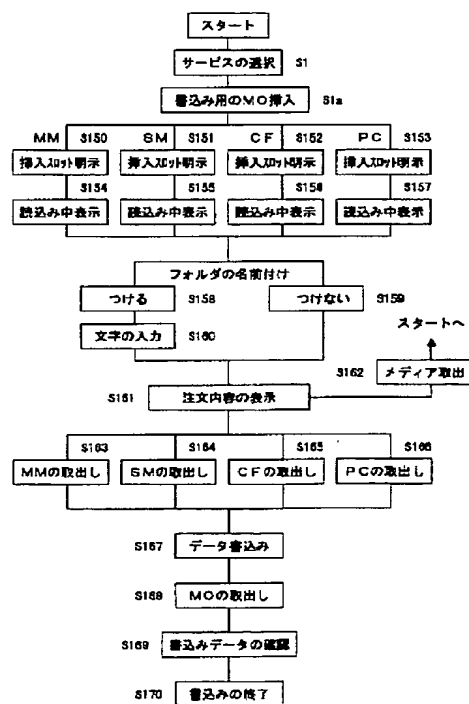 スタート
サービスの選択 S1
書込み用のMO挿入 S1a
MM S150 SM S151 CF S152 PC S153
挿入スロット明示 挿入スロット明示 挿入スロット明示 挿入スロット明示
S154 S155 S156 S157
読込み中表示 読込み中表示 読込み中表示 読込み中表示
フォルダの名前付け
つける S158 つけない S159
文字の入力 S160
スタートへ
S162 メディア取出
S161 注文内容の表示
S163 S164 S165 S166
MMの取出し SMの取出し CFの取出し PCの取出し
S167 データ書込み
S168 MOの取出し
S169 書込みデータの確認
S170 書込みの終了